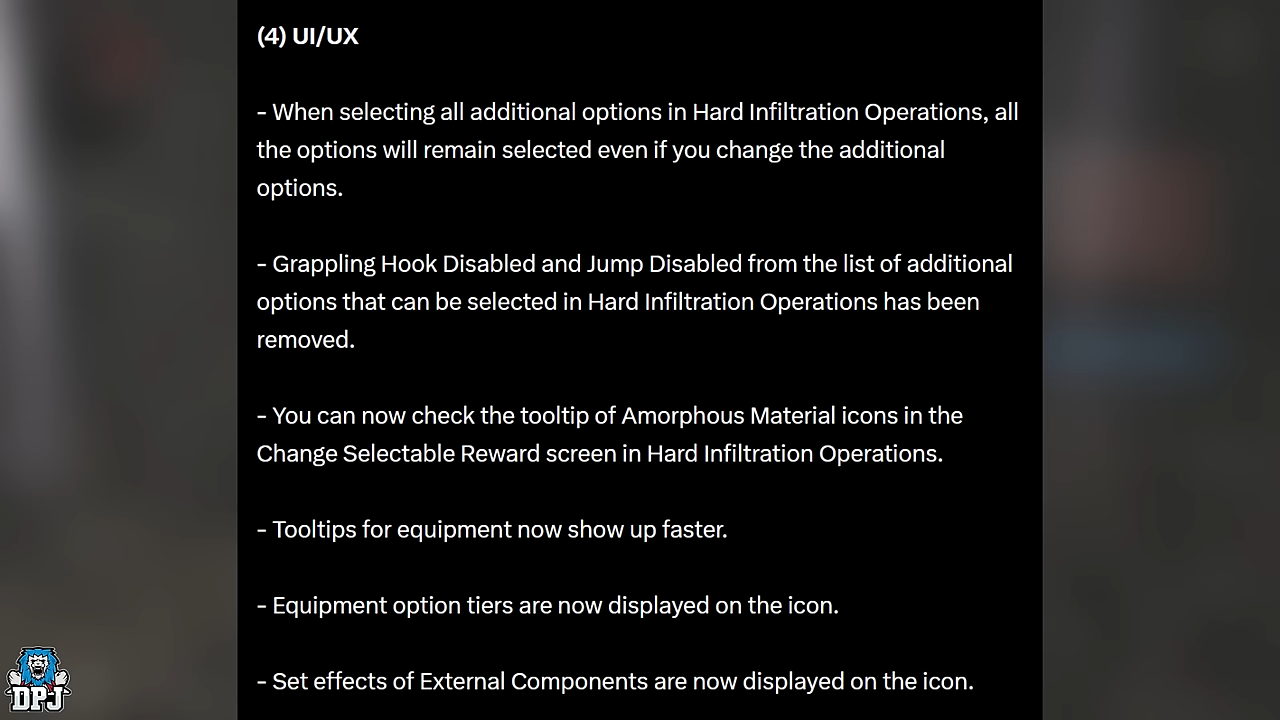 (4) UI/UX
- When selecting all additional options in Hard Infiltration Operations, all
the options will remain selected even if you change the additional
options.
- Grappling Hook Disabled and Jump Disabled from the list of additional
options that can be selected in Hard Infiltration Operations has been
removed.
- You can now check the tooltip of Amorphous Material icons in the
Change Selectable Reward screen in Hard Infiltration Operations.
- Tooltips for equipment now show up faster.
- Equipment option tiers are now displayed on the icon.
- Set effects of External Components are now displayed on the icon.
DPJ